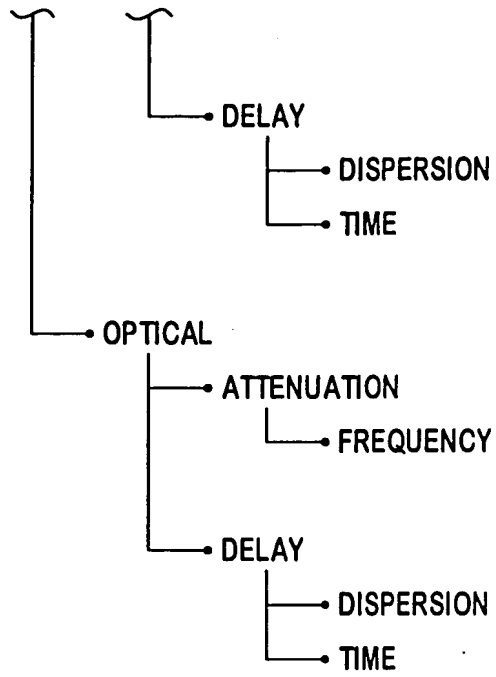 DELAY
DISPERSION
TIME
OPTICAL
ATTENUATION
FREQUENCY
DELAY
DISPERSION
TIME